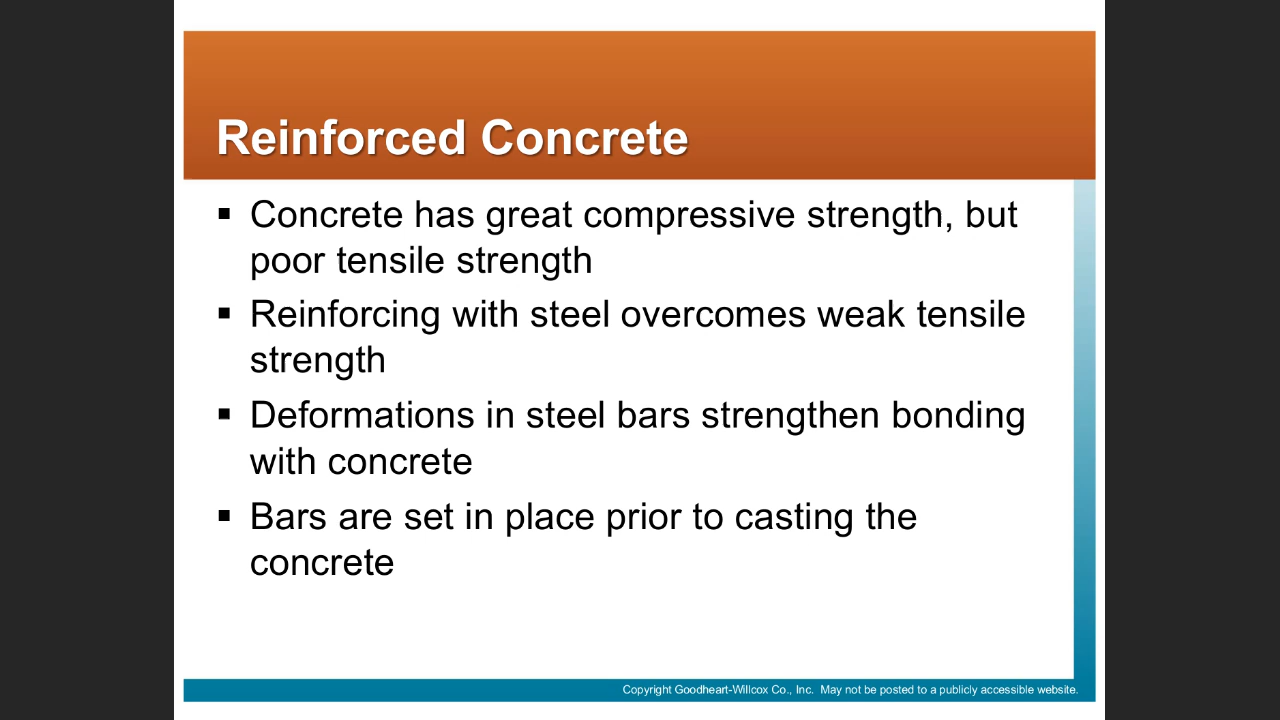 Reinforced Concrete
▪ Concrete has great compressive strength, but
poor tensile strength
▪ Reinforcing with steel overcomes weak tensile
strength
▪ Deformations in steel bars strengthen bonding
with concrete
▪ Bars are set in place prior to casting the
concrete
Copyright Goodheart-Willcox Co., Inc.  May not be posted to a publicly accessible website.